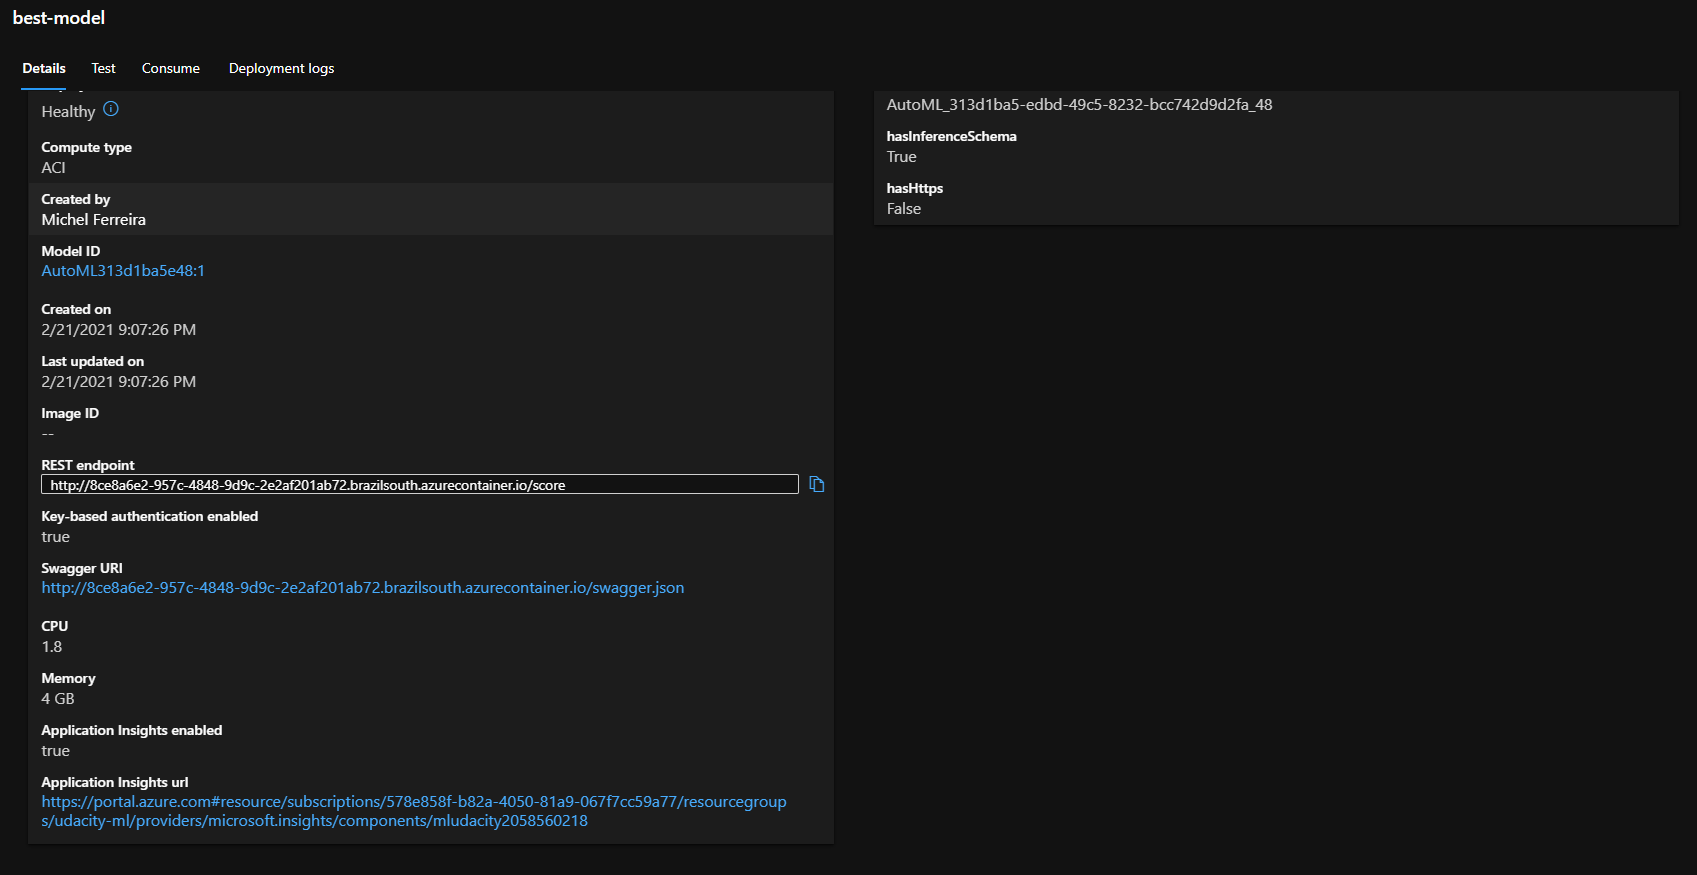 best-model
Details
Test
Consume
Deployment logs
Healthy
Compute type
ACI
Created by
Michel Ferreira
Model ID
AutoML313d1ba5e48:1
Created on
2/21/2021 9:07:26 PM
Last updated on
2/21/2021 9:07:26 PM
Image ID
--
REST endpoint
http://8ce8a6e2-957c-4848-9d9c-2e2af201ab72.brazilsouth.azurecontainer.io/score
Key-based authentication enabled
true
Swagger URI
http://8ce8a6e2-957c-4848-9d9c-2e2af201ab72.brazilsouth.azurecontainer.io/swagger.json
CPU
1.8
Memory
4 GB
Application Insights enabled
true
Application Insights url
https://portal.azure.com#resource/subscriptions/578e858f-b82a-4050-81a9-067f7cc59a77/resourcegroup
s/udacity-ml/providers/microsoft.insights/components/mludacity2058560218
AutoML_313d1ba5-edbd-49c5-8232-bcc742d9d2fa_48
hasInferenceSchema
True
hasHttps
False